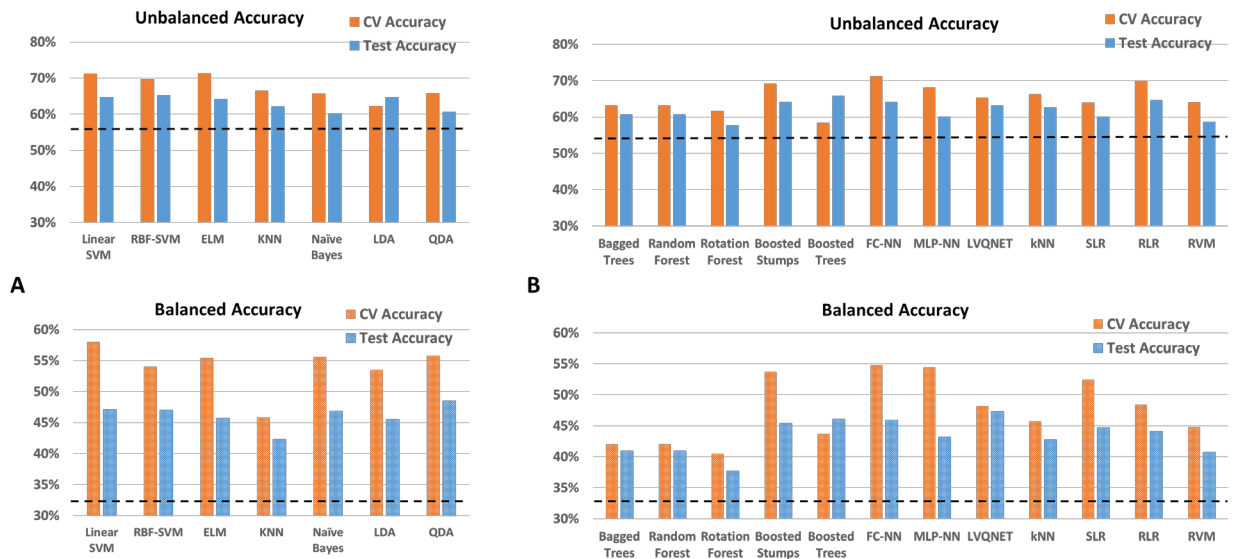 Unbalanced Accuracy
CV Accuracy
Test Accuracy
80%
70%
60%
50%
40%
30%
Linear SVM
RBF-SVM
ELM
KNN
Naïve Bayes
LDA
QDA
A
Balanced Accuracy
CV Accuracy
Test Accuracy
60%
55%
50%
45%
40%
35%
30%
Linear SVM
RBF-SVM
ELM
KNN
Naïve Bayes
LDA
QDA
Unbalanced Accuracy
CV Accuracy
Test Accuracy
80%
70%
60%
50%
40%
30%
Bagged Trees
Random Forest
Rotation Forest
Boosted Stumps
Boosted Trees
FC-NN
MLP-NN
LVQNET
kNN
SLR
RLR
RVM
B
Balanced Accuracy
CV Accuracy
Test Accuracy
60%
55%
50%
45%
40%
35%
30%
Bagged Trees
Random Forest
Rotation Forest
Boosted Stumps
Boosted Trees
FC-NN
MLP-NN
LVQNET
kNN
SLR
RLR
RVM